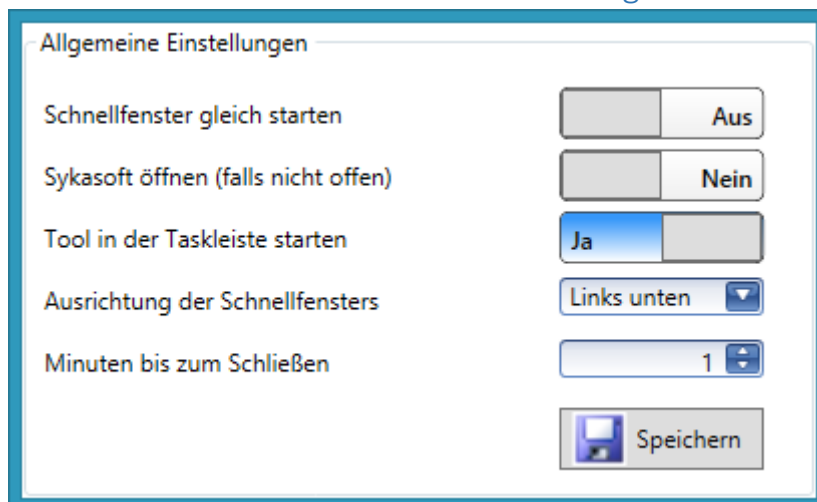 Allgemeine Einstellungen
Schnellfenster gleich starten Aus
Sykasoft öffnen (falls nicht offen) Nein
Tool in der Taskleiste starten Ja
Ausrichtung der Schnellfensters Links unten
Minuten bis zum Schließen 1
Speichern